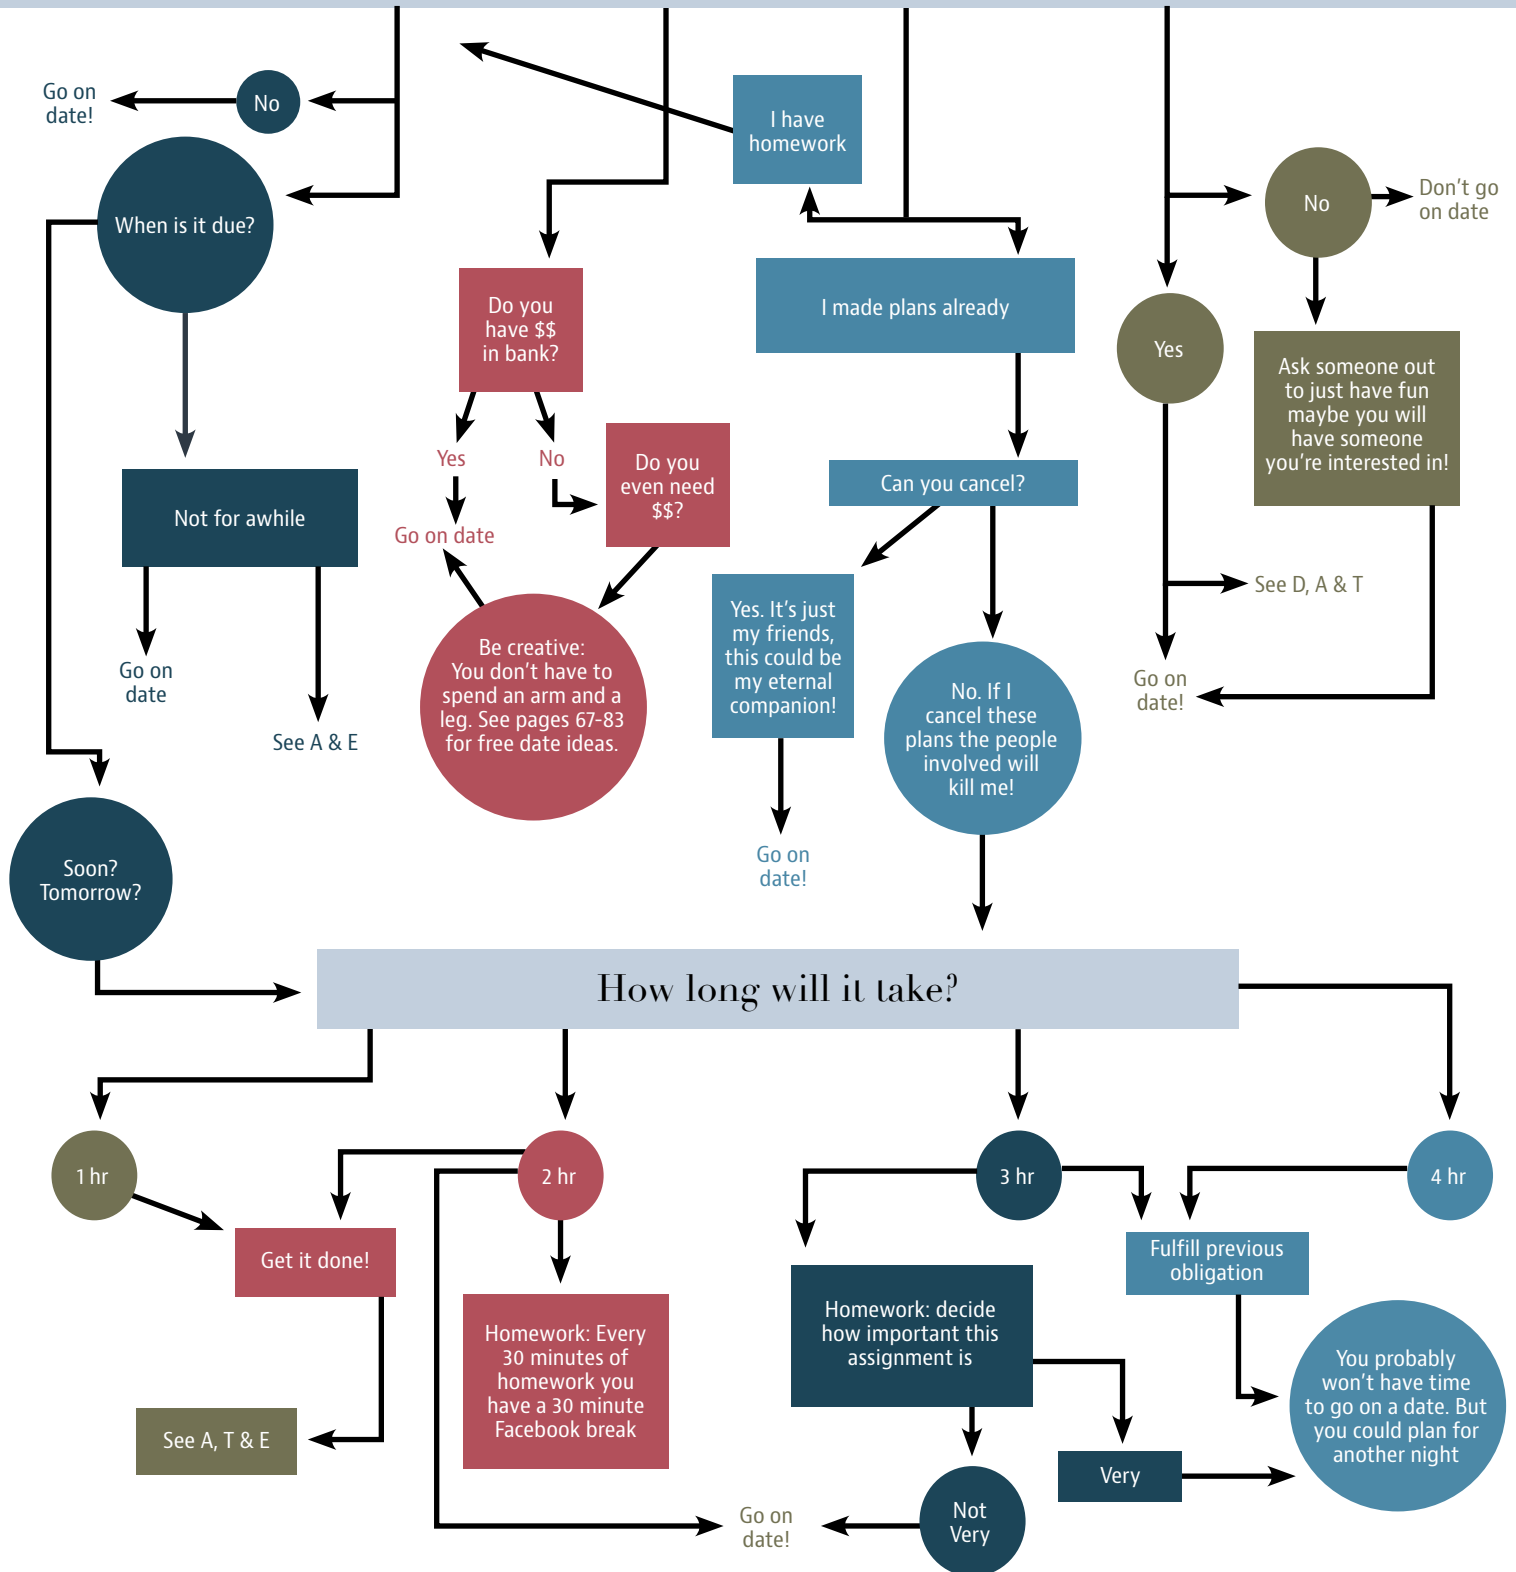 Go on
date!
No
I have
homework
When is it due?
No
Don't go
on date
Do you
have $$
in bank?
I made plans already
Yes
Ask someone out
to just have fun
maybe you will
have someone
you're interested in!
Yes
No
Do you
even need
$$?
Can you cancel?
Not for awhile
Go on date
See D, A & T
Yes. It's just
my friends,
this could be
my eternal
companion!
Be creative:
You don't have to
spend an arm and a
leg. See pages 67-83
for free date ideas.
No. If I
cancel these
plans the people
involved will
kill me!
Go on
date
Go on
date!
See A & E
Soon?
Tomorrow?
Go on
date!
How long will it take?
1 hr
2 hr
3 hr
4 hr
Get it done!
Fulfill previous
obligation
Homework: Every
30 minutes of
homework you
have a 30 minute
Facebook break
Homework: decide
how important this
assignment is
You probably
won't have time
to go on a date. But
you could plan for
another night
See A, T & E
Very
Go on
date!
Not
Very